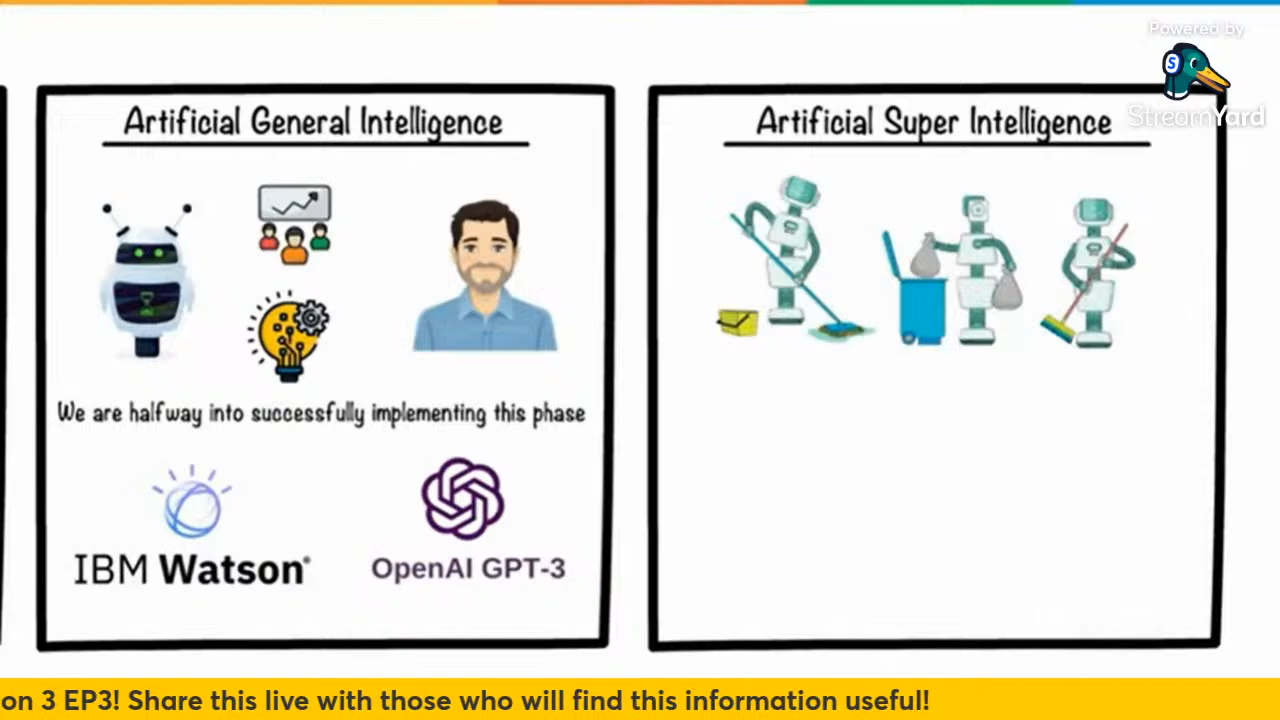 Powered by
StreamYard
Artificial General Intelligence
We are halfway into successfully implementing this phase
IBM Watson®
OpenAI GPT-3
Artificial Super Intelligence
on 3 EP3! Share this live with those who will find this information useful!